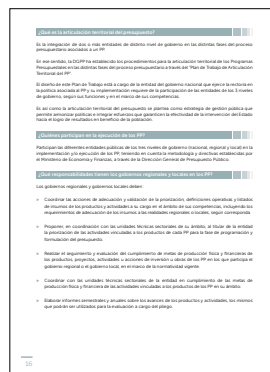 ¿Qué es la articulación territorial del presupuesto?
Es la integración de dos o más entidades de distinto nivel de gobierno en las distintas fases del proceso
presupuestario asociados a un PP.
En ese sentido, la DGPP ha establecido los procedimientos para la articulación territorial de los Programas
Presupuestales en las distintas fases del proceso presupuestario a través del "Plan de Trabajo de Articulación
Territorial del PP".
El diseño de este Plan de Trabajo está a cargo de la entidad del gobierno nacional que ejerce la rectoría en
la política asociada al PP y su implementación requiere de la participación de las entidades de los 3 niveles
de gobierno, según sus funciones y en el marco de sus competencias.
Es así como la articulación territorial del presupuesto se plantea como estrategia de gestión pública que
permite sincronizar políticas e integrar esfuerzos que garanticen la efectividad de la intervención del Estado
hacia el logro de resultados en beneficio de la población.
¿Quiénes participan en la ejecución de los PP?
Participan las diferentes entidades públicas de los tres niveles de gobierno (nacional, regional y local) en la
implementación y/o ejecución de los PP, teniendo en cuenta la metodología y directivas establecidas por
el Ministerio de Economía y Finanzas, a través de la Dirección General de Presupuesto Público.
¿Qué responsabilidades tienen los gobiernos regionales y locales en los PP?
Los gobiernos regionales y gobiernos locales deben:
» Coordinar las acciones de adecuación y validación de la priorización, definiciones operativas y listados
de insumos de los productos y actividades a su cargo en el ámbito de sus competencias, incluyendo los
requerimientos de adecuación de los insumos a las realidades regionales o locales, según corresponda.
» Proponer, en coordinación con las unidades técnicas sectoriales de su ámbito, al titular de la entidad
la priorización de las actividades vinculadas a los productos de cada PP para la fase de programación y
formulación del presupuesto.
» Realizar el seguimiento y evaluación del cumplimiento de metas de producción física y financieras de
los productos, proyectos, actividades u acciones de inversión u obras de los PP en los que participa el
gobierno regional o el gobierno local, en el marco de la normatividad vigente.
» Coordinar con las unidades técnicas sectoriales de la entidad en cumplimiento de las metas de
producción física y financiera de las actividades vinculadas a los productos de los PP en su ámbito.
» Elaborar informes semestrales y anuales sobre los avances de los productos y actividades, los mismos
que podrán ser utilizados para la evaluación a cargo del pliego.
16